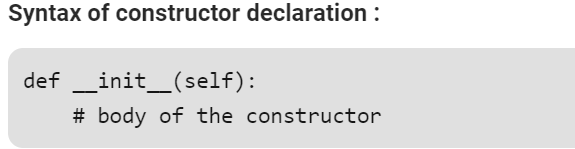 Syntax of constructor declaration :
def __init__(self):
    # body of the constructor